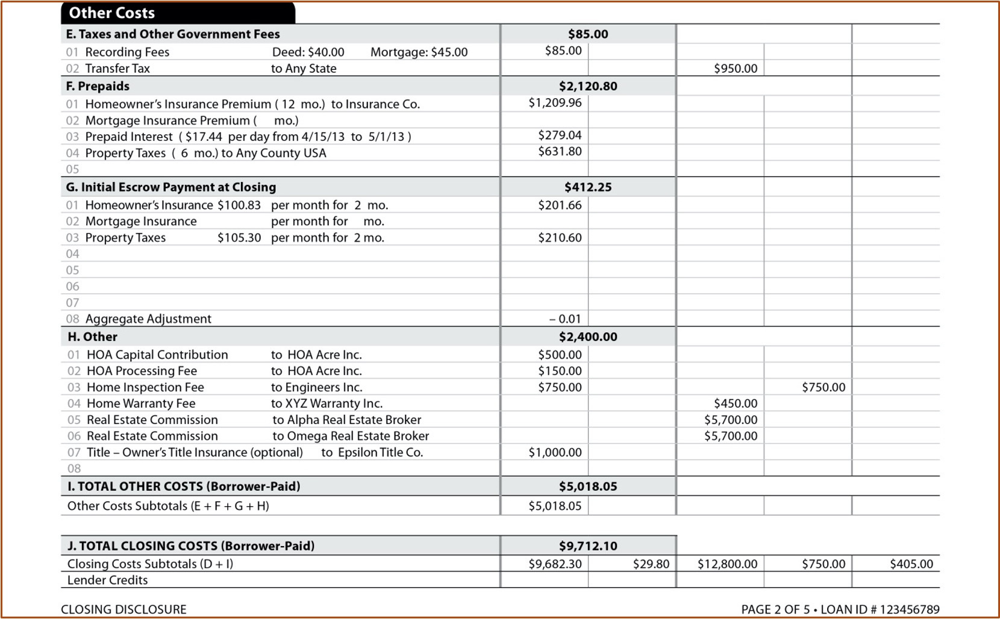 Other Costs
E. Taxes and Other Government Fees $85.00
01 Recording Fees Deed: $40.00 Mortgage: $45.00 $85.00
02 Transfer Tax to Any State $950.00
F. Prepaids $2,120.80
01 Homeowner’s Insurance Premium ( 12 mo.) to Insurance Co. $1,209.96
02 Mortgage Insurance Premium ( mo.)
03 Prepaid Interest ( $17.44 per day from 4/15/13 to 5/1/13 ) $279.04
04 Property Taxes ( 6 mo.) to Any County USA $631.80
05
G. Initial Escrow Payment at Closing $412.25
01 Homeowner’s Insurance $100.83 per month for 2 mo. $201.66
02 Mortgage Insurance per month for mo.
03 Property Taxes $105.30 per month for 2 mo. $210.60
04
05
06
07
08 Aggregate Adjustment – 0.01
H. Other $2,400.00
01 HOA Capital Contribution to HOA Acre Inc. $500.00
02 HOA Processing Fee to HOA Acre Inc. $150.00
03 Home Inspection Fee to Engineers Inc. $750.00 $750.00
04 Home Warranty Fee to XYZ Warranty Inc. $450.00
05 Real Estate Commission to Alpha Real Estate Broker $5,700.00
06 Real Estate Commission to Omega Real Estate Broker $5,700.00
07 Title – Owner’s Title Insurance (optional) to Epsilon Title Co. $1,000.00
08
I. TOTAL OTHER COSTS (Borrower-Paid) $5,018.05
Other Costs Subtotals (E + F + G + H) $5,018.05
J. TOTAL CLOSING COSTS (Borrower-Paid) $9,712.10
Closing Costs Subtotals (D + I) $9,682.30 $29.80 $12,800.00 $750.00 $405.00
Lender Credits
CLOSING DISCLOSURE PAGE 2 OF 5 • LOAN ID # 123456789